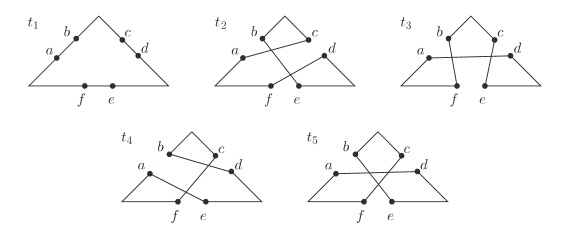 t₁ b c a d f e
t₂ b c a d f e
t₃ b c a d f e
t₄ b c a d f e
t₅ b c a d f e